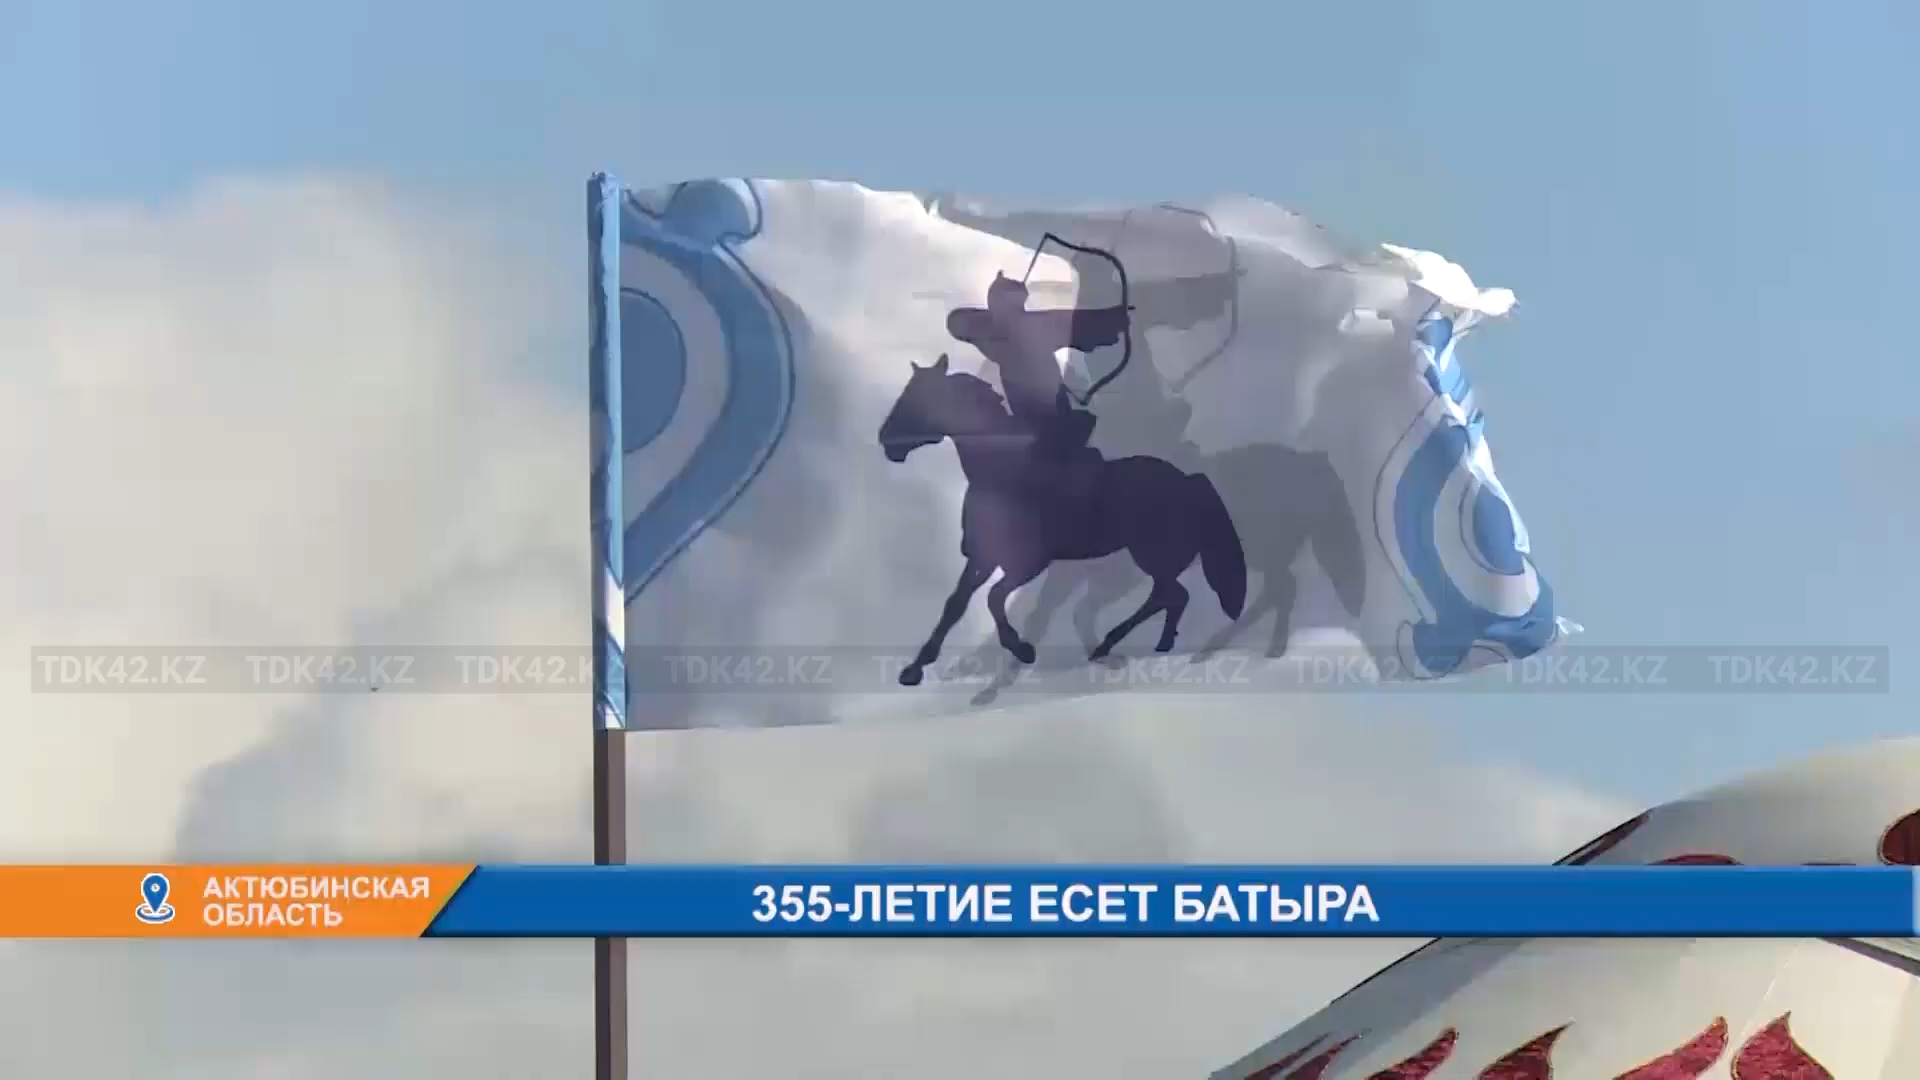 TDK42.KZ TDK42.KZ TDK42.KZ TDK42.KZ TDK42.KZ TDK42.KZ TDK42.KZ TDK42.KZ TDK42.KZ
АКТЮБИНСКАЯ
ОБЛАСТЬ
355-ЛЕТИЕ ЕСЕТ БАТЫРА